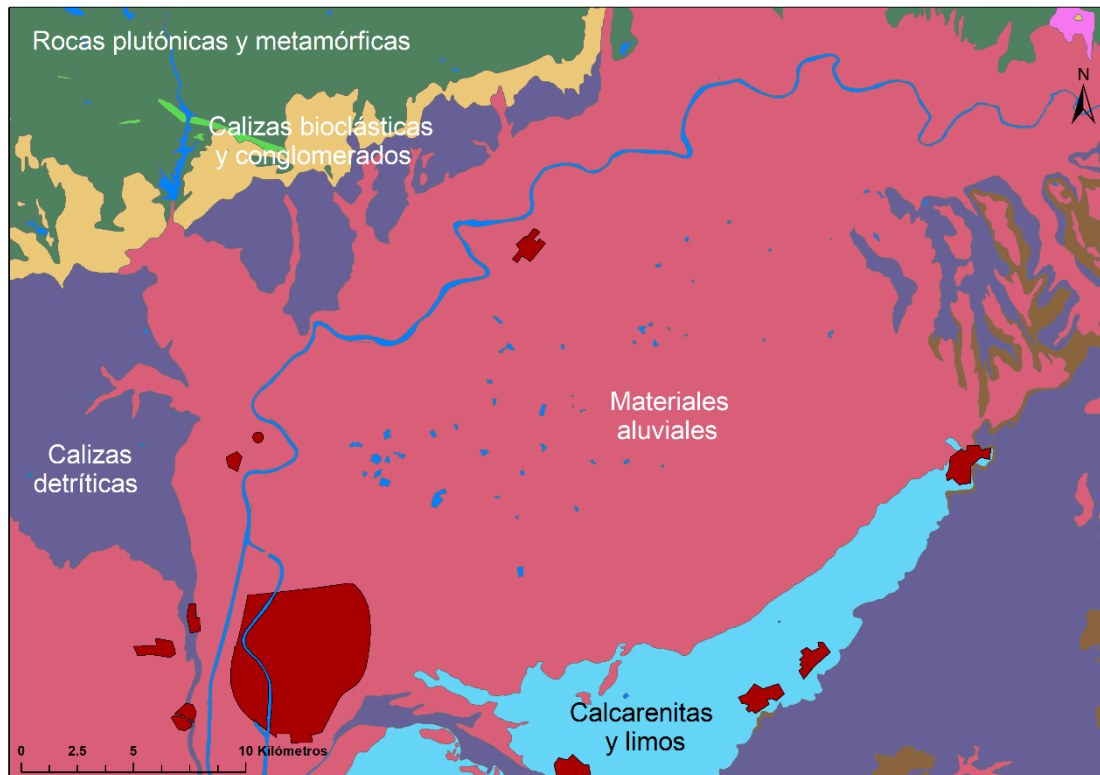 Rocas plutónicas y metamórficas
N
Calizas bioclásticas
y conglomerados
Materiales
aluviales
Calizas
detríticas
Calcarenitas
y limos
0 2.5 5 10 Kilómetros